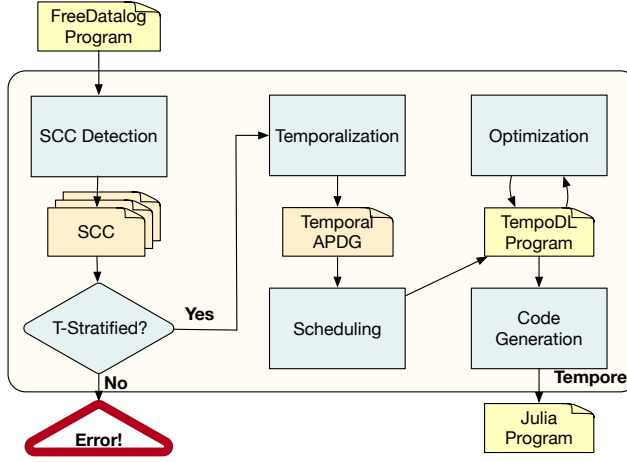 FreeDatalog
Program
SCC Detection
SCC
T-Stratified?
Yes
No
Error!
Temporalization
Temporal
APDG
Scheduling
Optimization
TempoDL
Program
Code
Generation
Tempore
Julia
Program